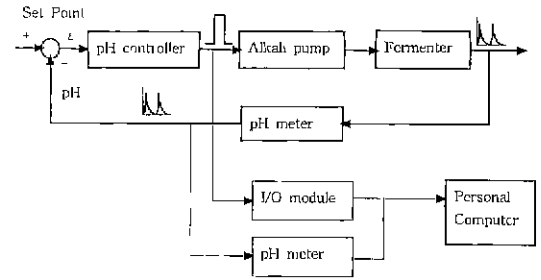 Set Point
+
ε
pH controller
Alkali pump
Fermenter
−
pH
pH meter
I/O module
Personal
Computer
pH meter